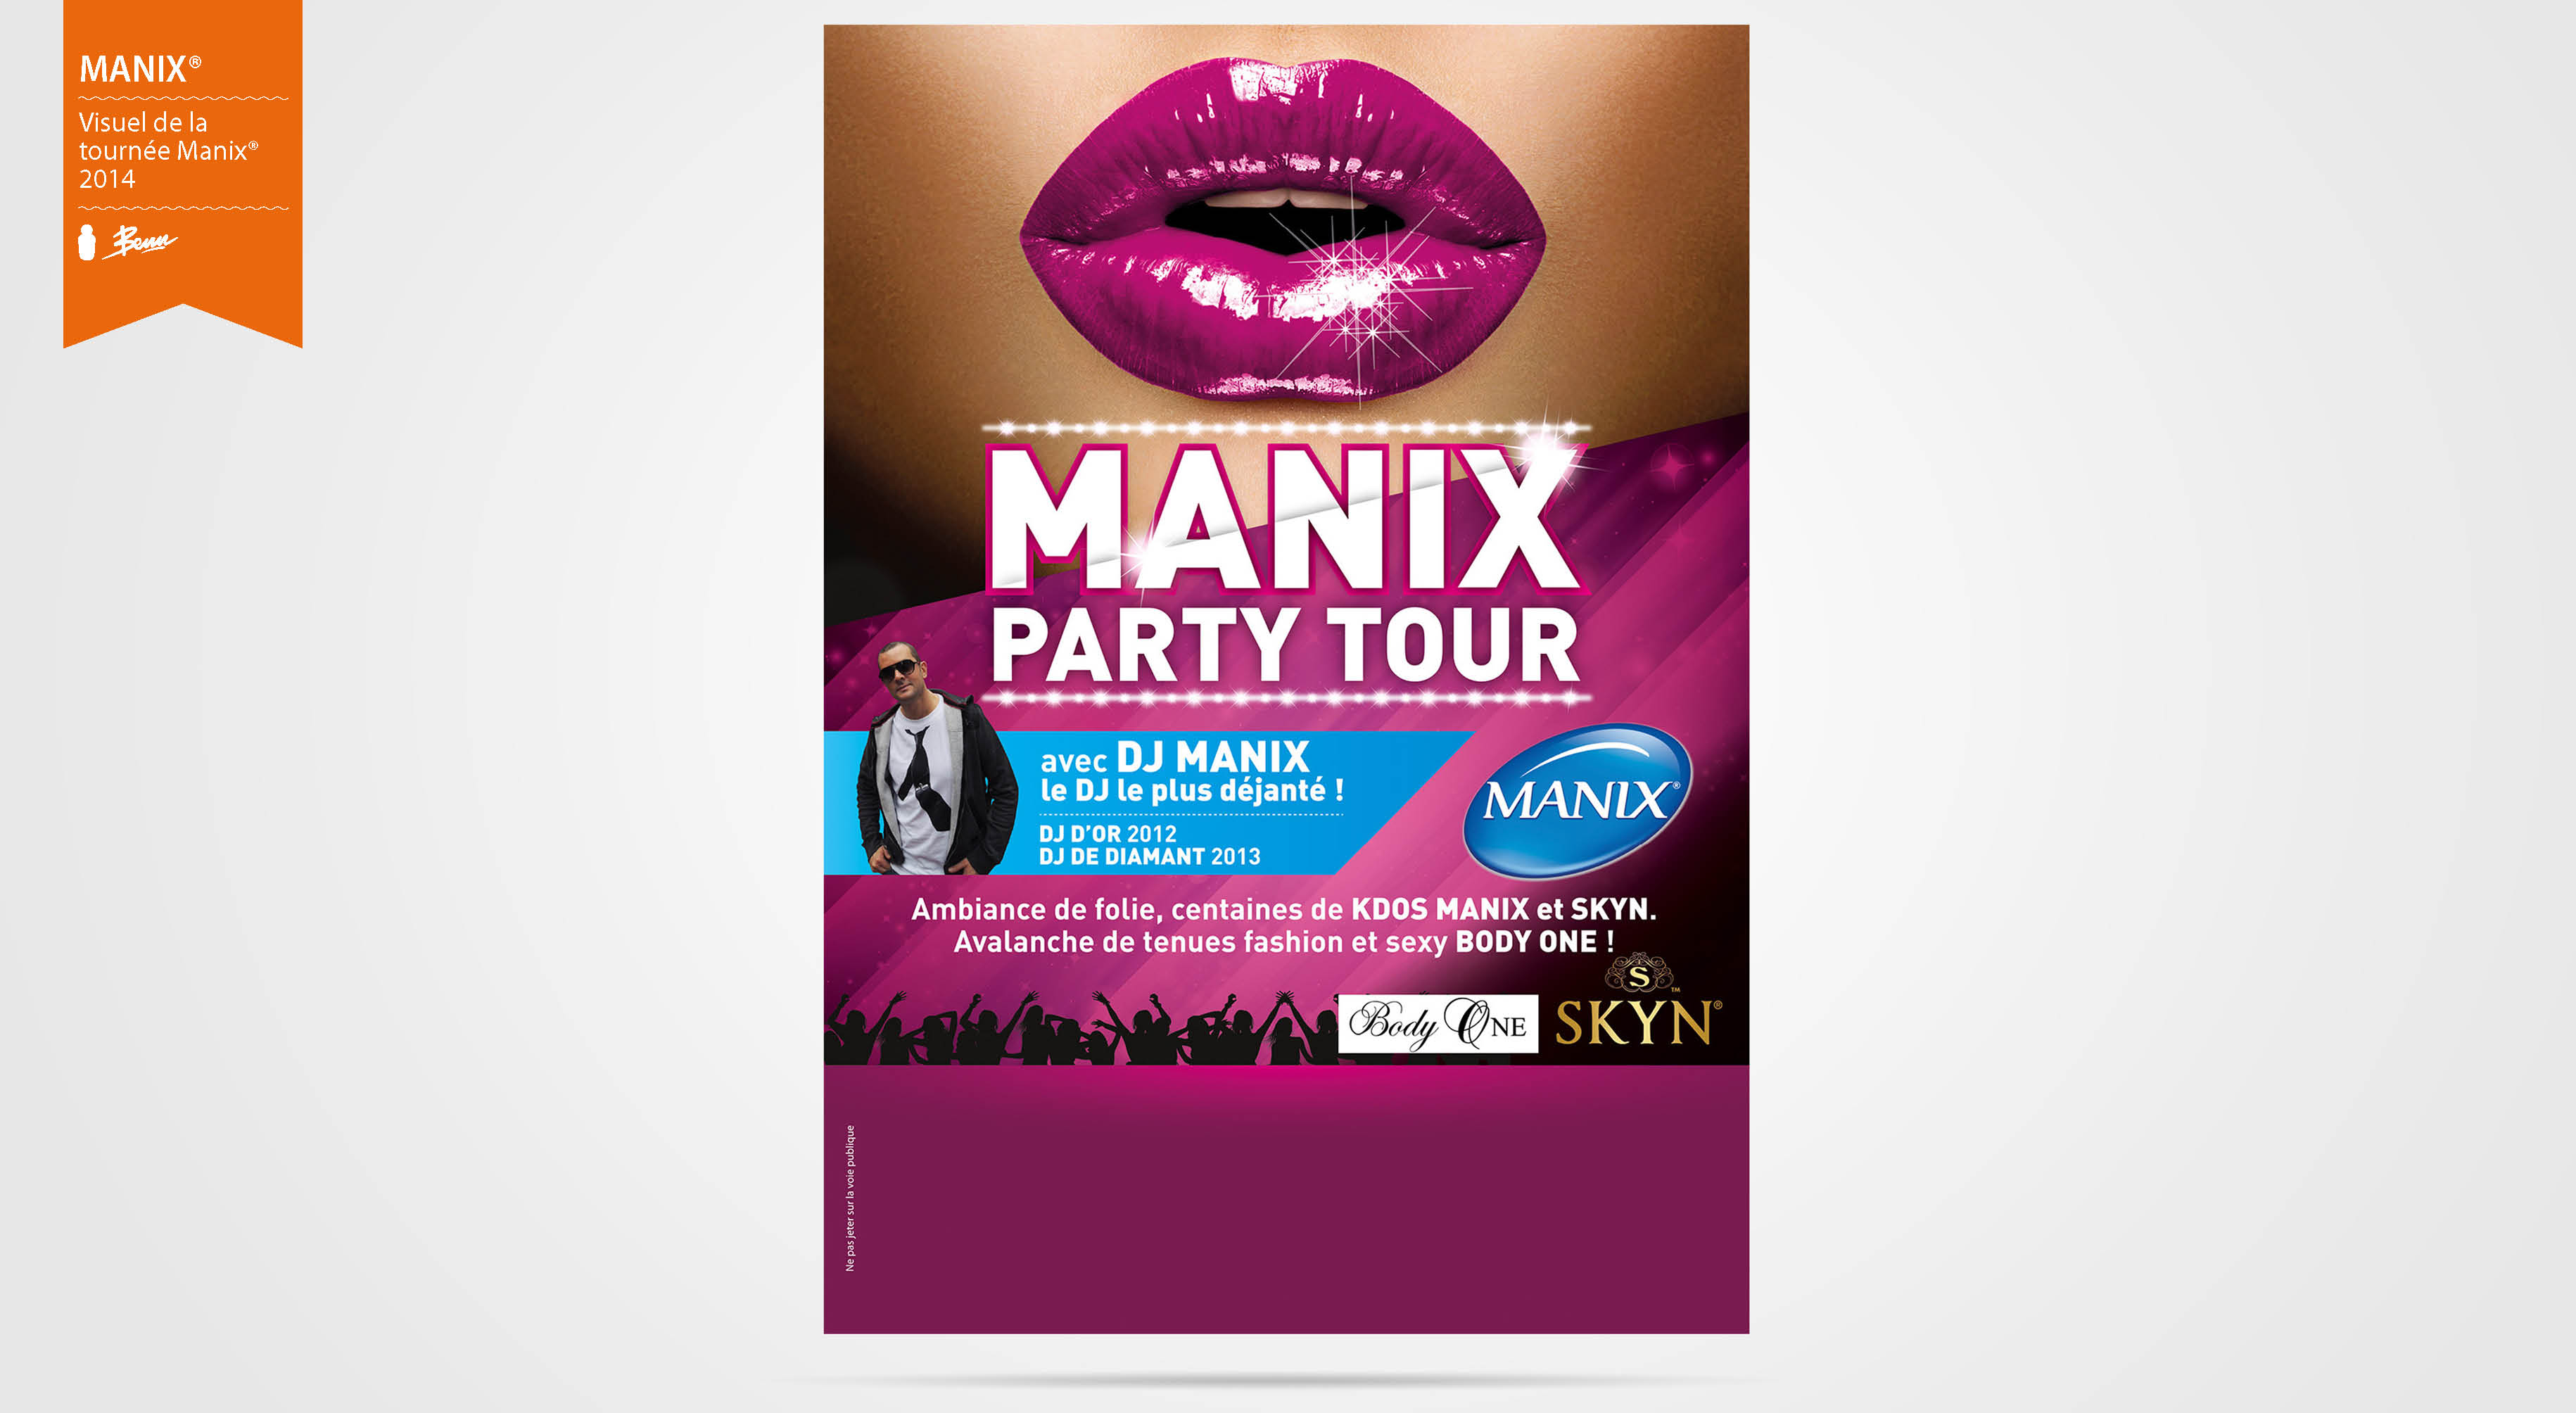 MANIX®
Visuel de la
tournée Manix®
2014
Benn
MANIX
PARTY TOUR
avec DJ MANIX
le DJ le plus déjanté !
DJ D'OR 2012
DJ DE DIAMANT 2013
MANIX®
Ambiance de folie, centaines de KDOS MANIX et SKYN.
Avalanche de tenues fashion et sexy BODY ONE !
Body ONE
S™
SKYN®
Ne pas jeter sur la voie publique